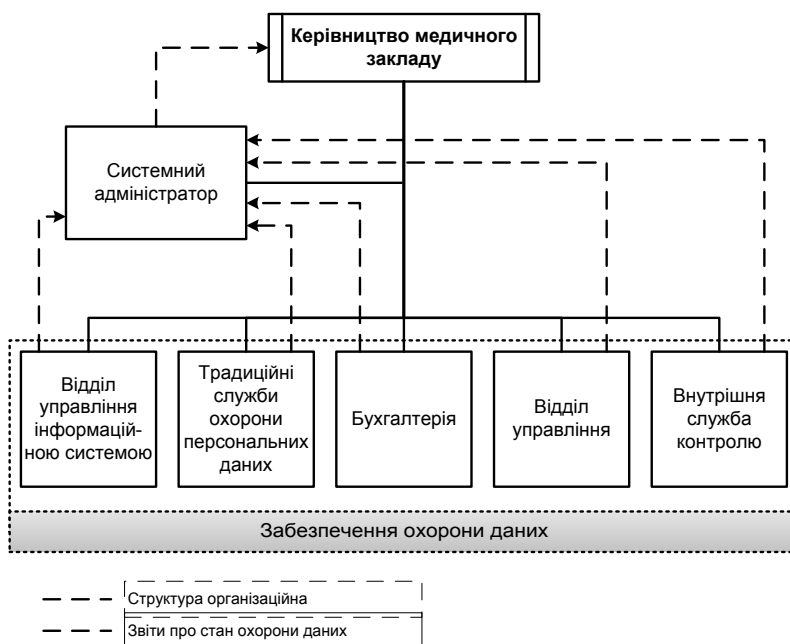 Керівництво медичного
закладу
Системний
адміністратор
Відділ
управління
інформацій-
ною системою
Традиційні
служби
охорони
персональних
даних
Бухгалтерія
Відділ
управління
Внутрішня
служба
контролю
Забезпечення охорони даних
Структура організаційна
Звіти про стан охорони даних